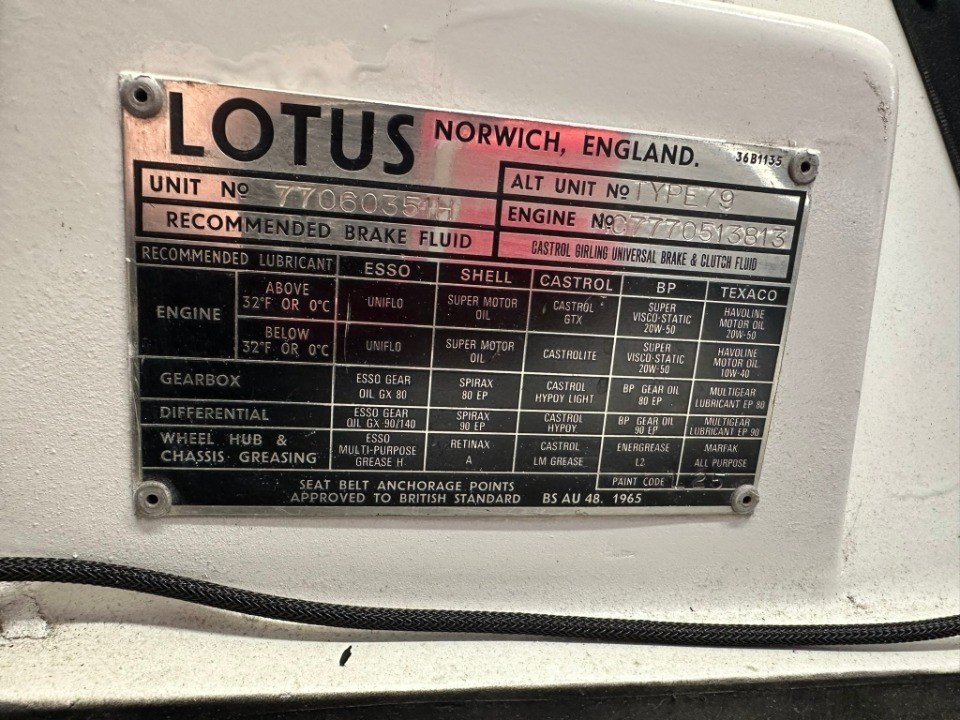 LOTUS NORWICH, ENGLAND. 36B1135
UNIT Nº 77060351H
ALT UNIT Nº TYPE79
RECOMMENDED BRAKE FLUID
ENGINE Nº G77770513813
CASTROL GIRLING UNIVERSAL BRAKE & CLUTCH FLUID
RECOMMENDED LUBRICANT ESSO SHELL CASTROL BP TEXACO
ENGINE
ABOVE
32°F OR 0°C
UNIFLO
SUPER MOTOR
OIL
CASTROL
GTX
SUPER
VISCO-STATIC
20W-50
HAVOLINE
MOTOR OIL
20W-50
BELOW
32°F OR 0°C
UNIFLO
SUPER MOTOR
OIL
CASTROLITE
SUPER
VISCO-STATIC
20W-50
HAVOLINE
MOTOR OIL
10W-40
GEARBOX
ESSO GEAR
OIL GX 80
SPIRAX
80 EP
CASTROL
HYPOY LIGHT
BP GEAR OIL
80 EP
MULTIGEAR
LUBRICANT EP 90
DIFFERENTIAL
ESSO GEAR
OIL GX-90/140
SPIRAX
90 EP
CASTROL
HYPOY
BP GEAR OIL
90 EP
MULTIGEAR
LUBRICANT EP 90
WHEEL HUB &
CHASSIS GREASING
ESSO
MULTI-PURPOSE
GREASE H
RETINAX
A
CASTROL
LM GREASE
ENERGREASE
L2
MARFAK
ALL PURPOSE
PAINT CODE L25
SEAT BELT ANCHORAGE POINTS
APPROVED TO BRITISH STANDARD BS AU 48. 1965